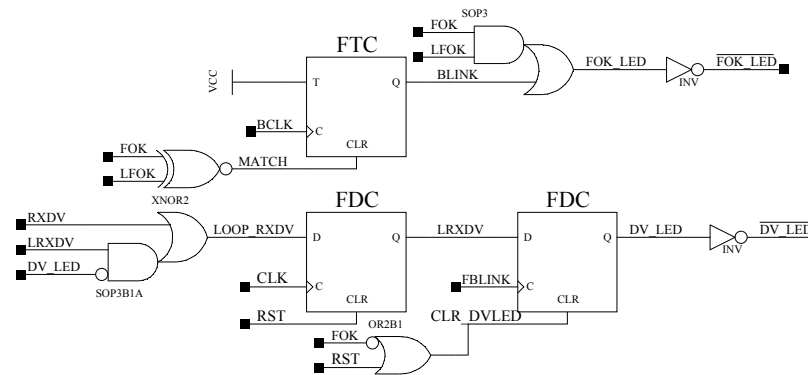 SOP3
FOK
LFOK
FTC
VCC
T
Q
BLINK
FOK_LED
INV
FOK_LED
BCLK
C
CLR
FOK
LFOK
MATCH
XNOR2
RXDV
LRXDV
DV_LED
SOP3B1A
LOOP_RXDV
FDC
D
Q
LRXDV
FDC
D
Q
DV_LED
INV
DV_LED
CLK
C
CLR
RST
FBLINK
C
CLR
CLR_DVLED
OR2B1
FOK
RST